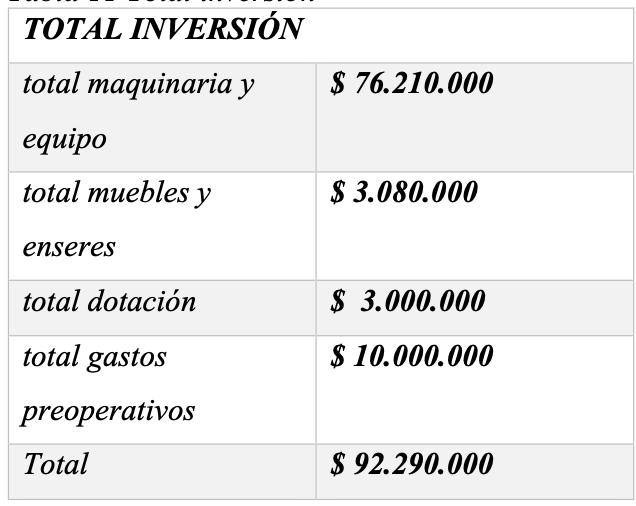 TOTAL INVERSIÓN
total maquinaria y
equipo
$ 76.210.000
total muebles y
enseres
$ 3.080.000
total dotación
$ 3.000.000
total gastos
preoperativos
$ 10.000.000
Total
$ 92.290.000